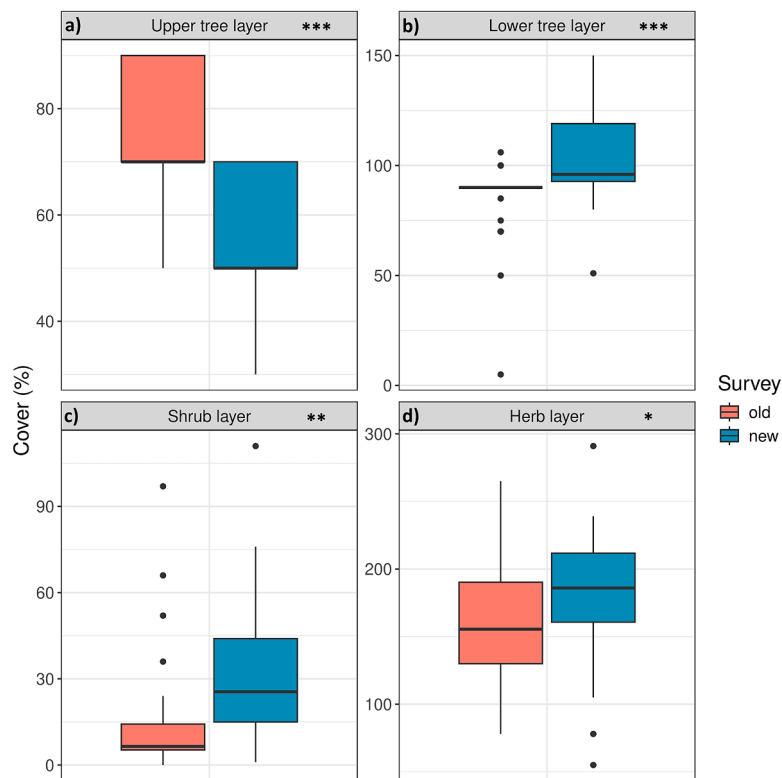 a) Upper tree layer ***
b) Lower tree layer ***
80
60
40
150
100
50
0
Cover (%)
c) Shrub layer **
d) Herb layer *
90
60
30
0
300
200
100
Survey
old
new